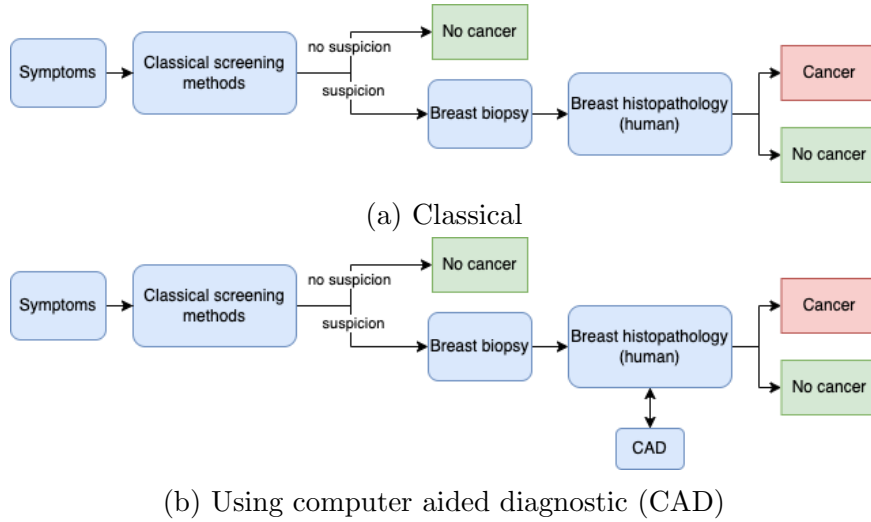 No cancer
Symptoms
Classical screening
methods
no suspicion
suspicion
Breast biopsy
Breast histopathology
(human)
Cancer
No cancer
(a) Classical
No cancer
Symptoms
Classical screening
methods
no suspicion
suspicion
Breast biopsy
Breast histopathology
(human)
Cancer
No cancer
CAD
(b) Using computer aided diagnostic (CAD)